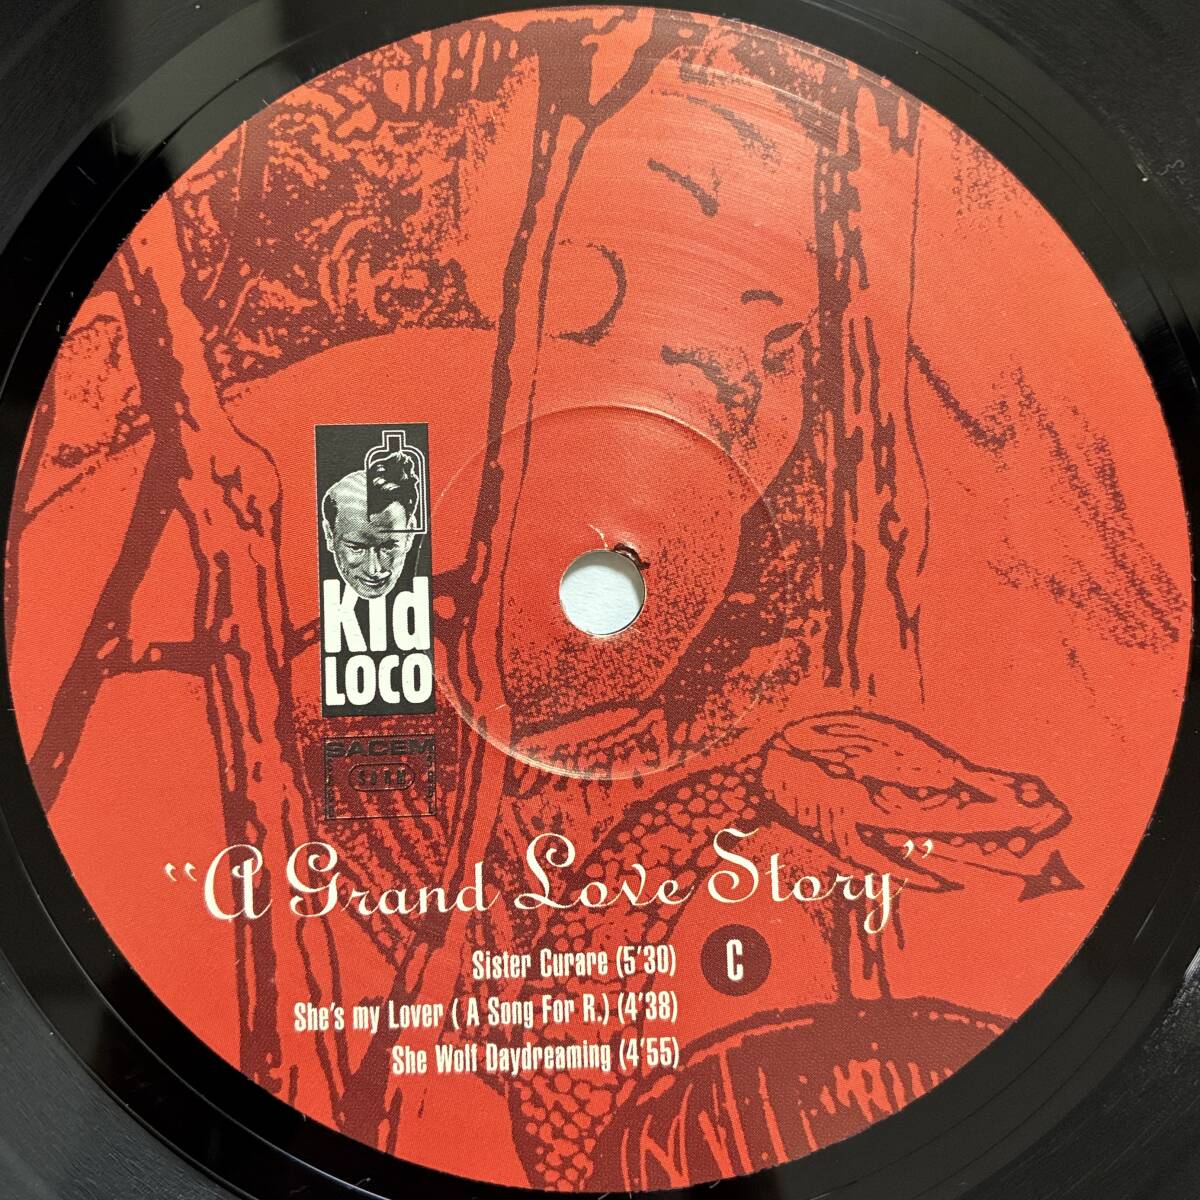 Kid
LOCO
SACEM
“A Grand Love Story”
Sister Curare (5'30)
C
She's my Lover ( A Song For R.) (4'38)
She Wolf Daydreaming (4'55)